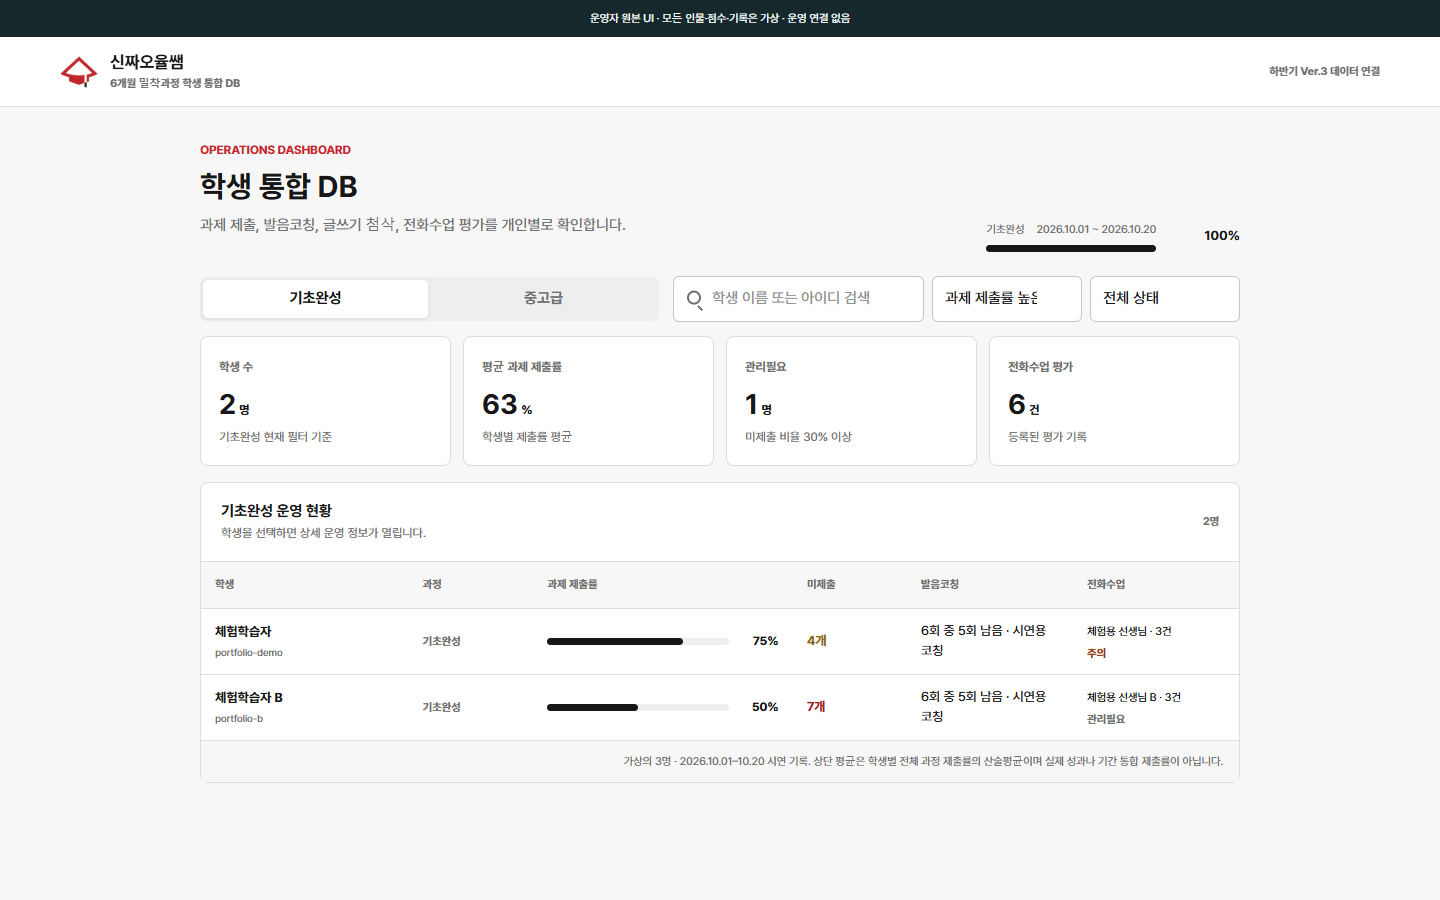 운영자 원본 UI · 모든 인물·점수·기록은 가상 · 운영 연결 없음
신짜오율쌤
6개월 밀착과정 학생 통합 DB
하반기 Ver.3 데이터 연결
OPERATIONS DASHBOARD
학생 통합 DB
과제 제출, 발음코칭, 글쓰기 첨삭, 전화수업 평가를 개인별로 확인합니다.
기초완성 2026.10.01 ~ 2026.10.20
100%
기초완성
중고급
학생 이름 또는 아이디 검색
과제 제출률 높은
전체 상태
학생 수
2 명
기초완성 현재 필터 기준
평균 과제 제출률
63 %
학생별 제출률 평균
관리필요
1 명
미제출 비율 30% 이상
전화수업 평가
6 건
등록된 평가 기록
기초완성 운영 현황
학생을 선택하면 상세 운영 정보가 열립니다.
2명
학생 과정 과제 제출률 미제출 발음코칭 전화수업
체험학습자
portfolio-demo
기초완성
75%
4개
6회 중 5회 남음 · 시연용
코칭
체험용 선생님 · 3건
주의
체험학습자 B
portfolio-b
기초완성
50%
7개
6회 중 5회 남음 · 시연용
코칭
체험용 선생님 B · 3건
관리필요
가상의 3명 · 2026.10.01–10.20 시연 기록. 상단 평균은 학생별 전체 과정 제출률의 산술평균이며 실제 성과나 기간 통합 제출률이 아닙니다.